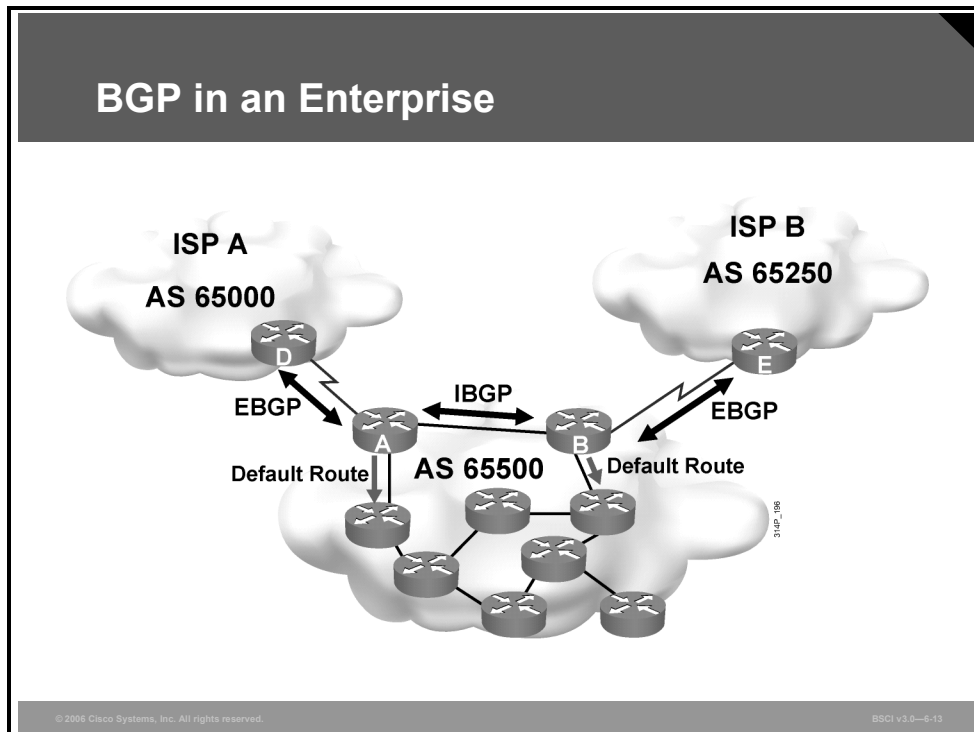 BGP in an Enterprise
ISP A
AS 65000
ISP B
AS 65250
D
E
EBGP
IBGP
EBGP
A
B
Default Route
AS 65500
Default Route
314P_196
© 2006 Cisco Systems, Inc. All rights reserved.
BSCI v3.0—6-13